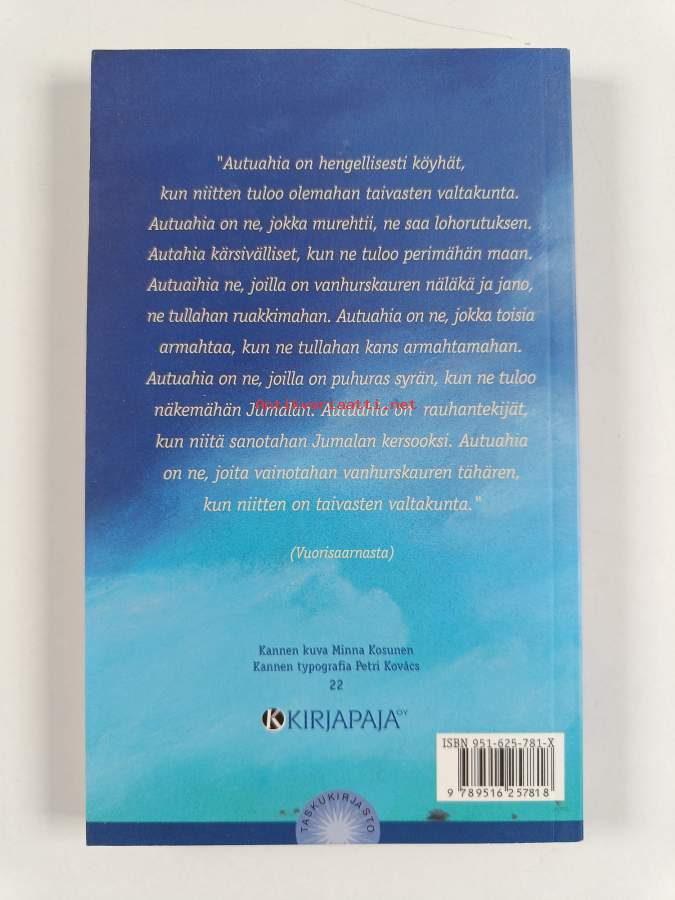 "Autuahia on hengellisesti köyhät,
kun niitten tuloo olemahan taivasten valtakunta.
Autuahia on ne, jokka murehtii, ne saa lohorutuksen.
Autahia kärsivälliset, kun ne tuloo perimähän maan.
Autuaihia ne, joilla on vanhurskauren näläkä ja jano,
ne tullahan ruakkimahan. Autuahia on ne, jokka toisia
armahtaa, kun ne tullahan kans armahtamahan.
Autuahia on ne, joilla on puhuras syrän, kun ne tuloo
näkemähän Jumalan. Autuahia on rauhantekijät,
Antikvariaatti.net
kun niitä sanotahan Jumalan kersooksi. Autuahia
on ne, joita vainotahan vanhurskauren tähären,
kun niitten on taivasten valtakunta."
(Vuorisaarnasta)
Kannen kuva Minna Kosunen
Kannen typografia Petri Kovács
22
K KIRJAPAJA OY
ISBN 951-625-781-X
9 789516 257818
TASKUKIRJASTO